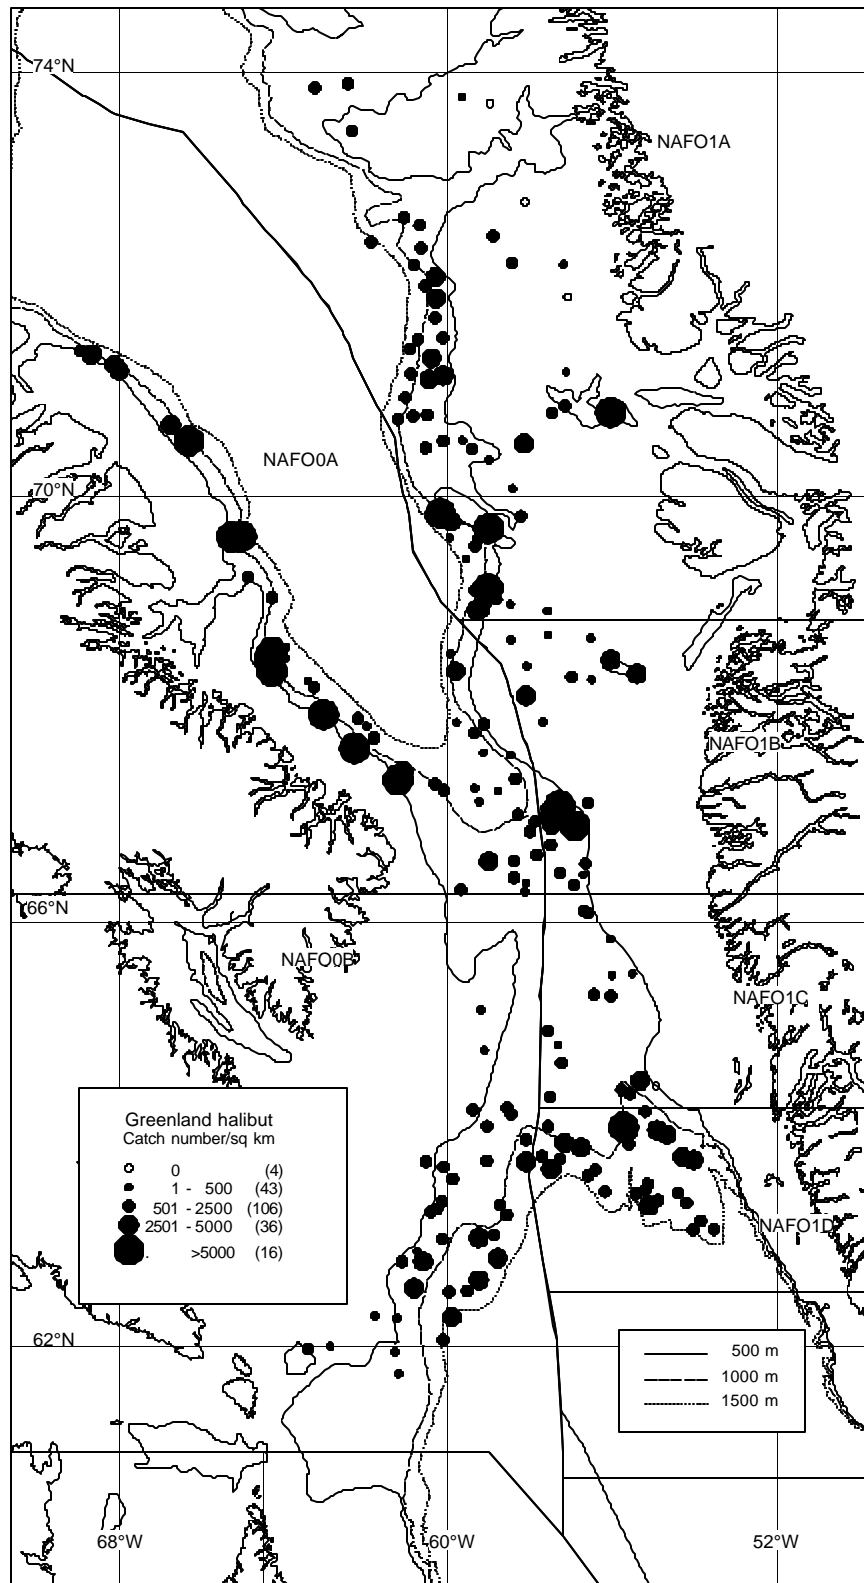 74°N
NAFO1A
NAFO0A
70°N
NAFO1B
66°N
NAFO0B
NAFO1C
Greenland halibut
Catch number/sq km
0 (4)
1 - 500 (43)
501 - 2500 (106)
2501 - 5000 (36)
>5000 (16)
NAFO1D
62°N
500 m
1000 m
1500 m
68°W 60°W 52°W